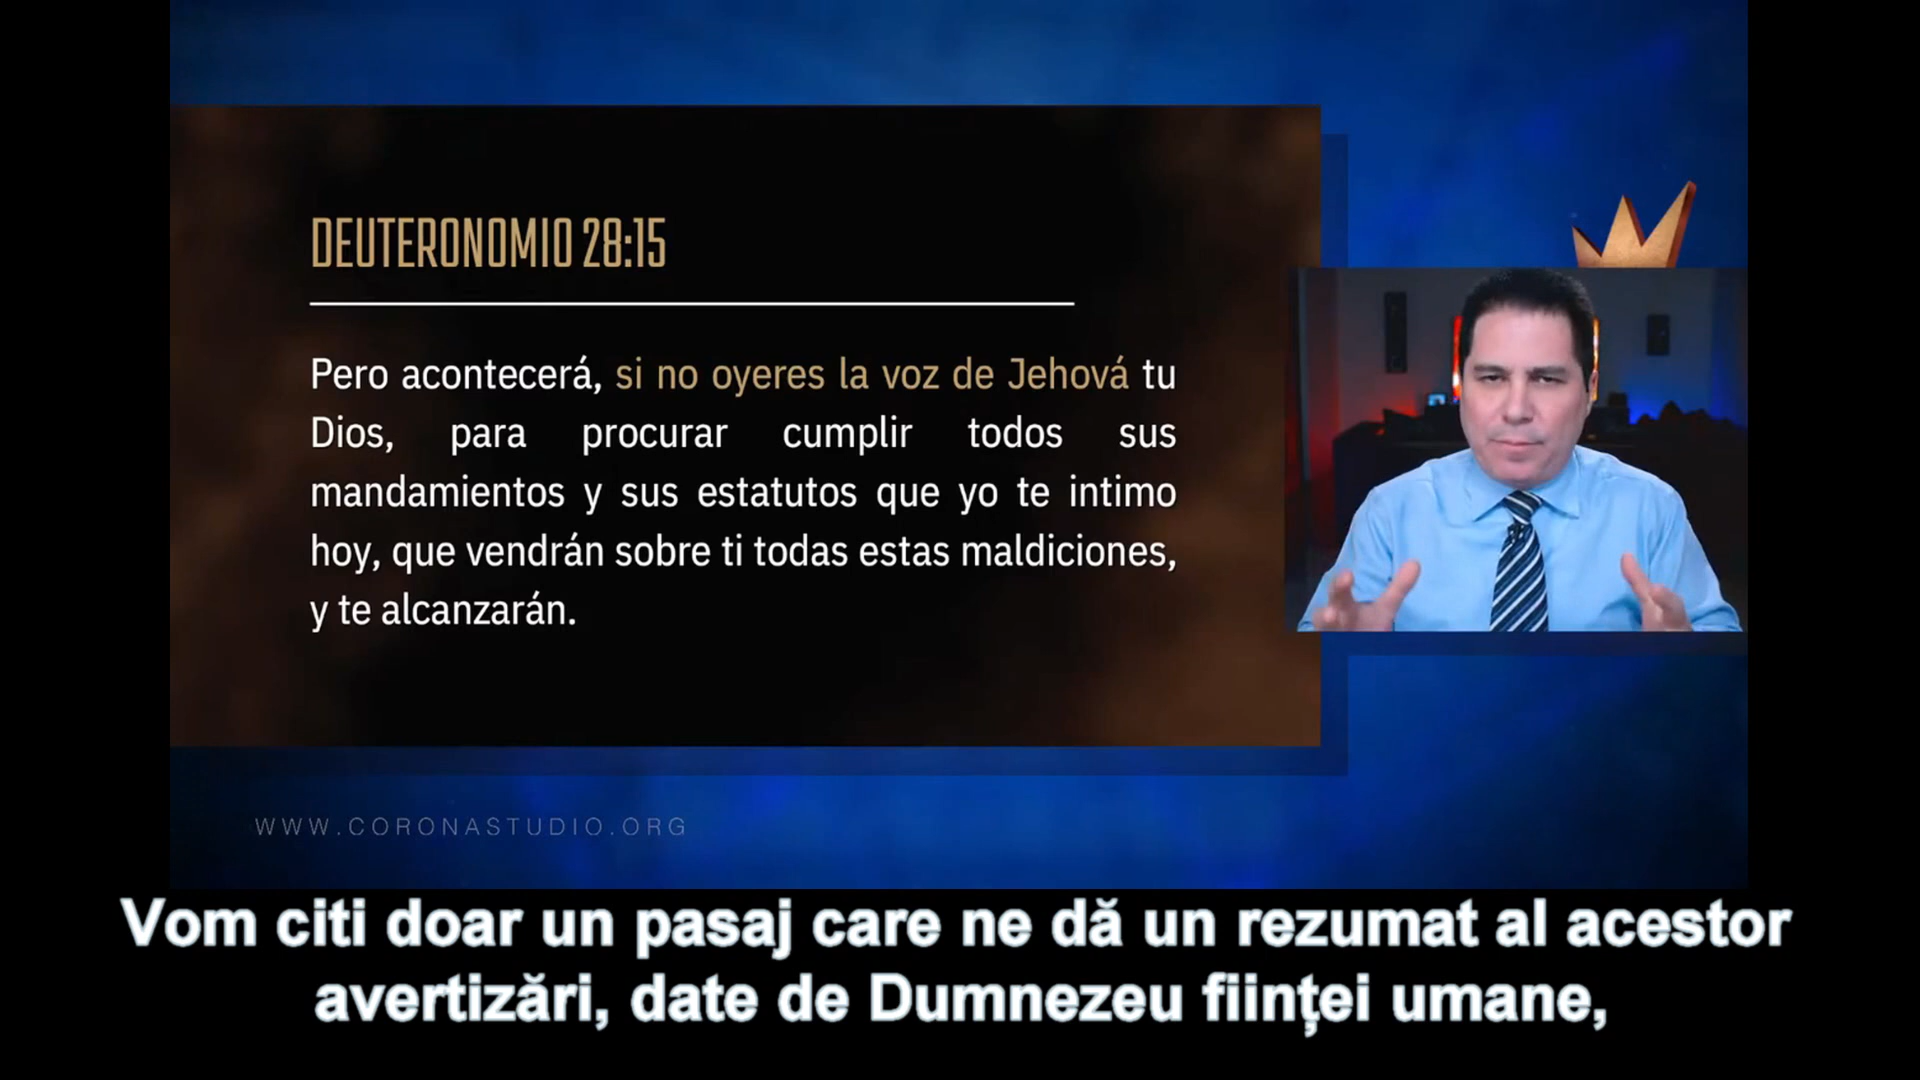 DEUTERONOMIO 28:15
Pero acontecerá, si no oyeres la voz de Jehová tu
Dios, para procurar cumplir todos sus
mandamientos y sus estatutos que yo te intimo
hoy, que vendrán sobre ti todas estas maldiciones,
y te alcanzarán.
WWW.CORONASTUDIO.ORG
Vom citi doar un pasaj care ne dă un rezumat al acestor
avertizări, date de Dumnezeu ființei umane,